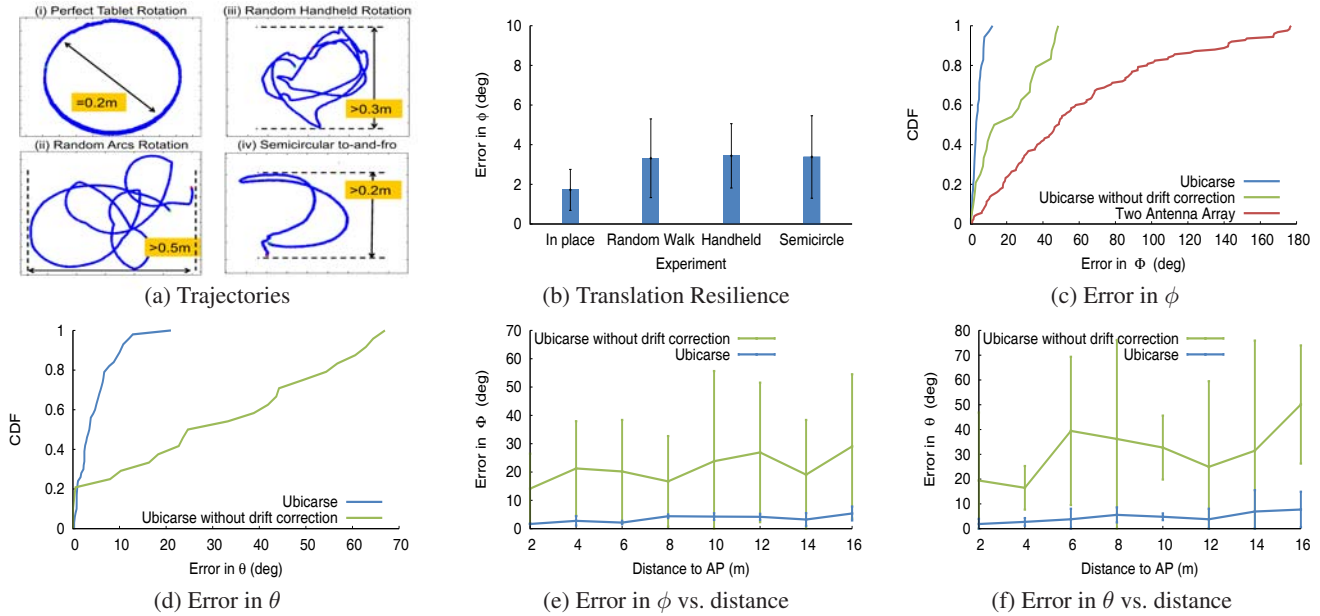 (i) Perfect Tablet Rotation
=0.2m
(iii) Random Handheld Rotation
>0.3m
(ii) Random Arcs Rotation
>0.5m
(iv) Semicircular to-and-fro
>0.2m
(a) Trajectories
Error in ϕ (deg)
10
8
6
4
2
0
In place Random Walk Handheld Semicircle
Experiment
(b) Translation Resilience
CDF
1
0.8
0.6
0.4
0.2
0
Ubicarse
Ubicarse without drift correction
Two Antenna Array
0 20 40 60 80 100 120 140 160 180
Error in Φ (deg)
(c) Error in ϕ
CDF
1
0.8
0.6
0.4
0.2
0
Ubicarse
Ubicarse without drift correction
0 10 20 30 40 50 60 70
Error in θ (deg)
(d) Error in θ
Error in Φ (deg)
70
60
50
40
30
20
10
0
Ubicarse without drift correction
Ubicarse
2 4 6 8 10 12 14 16
Distance to AP (m)
(e) Error in ϕ vs. distance
Error in θ (deg)
80
70
60
50
40
30
20
10
0
Ubicarse without drift correction
Ubicarse
2 4 6 8 10 12 14 16
Distance to AP (m)
(f) Error in θ vs. distance